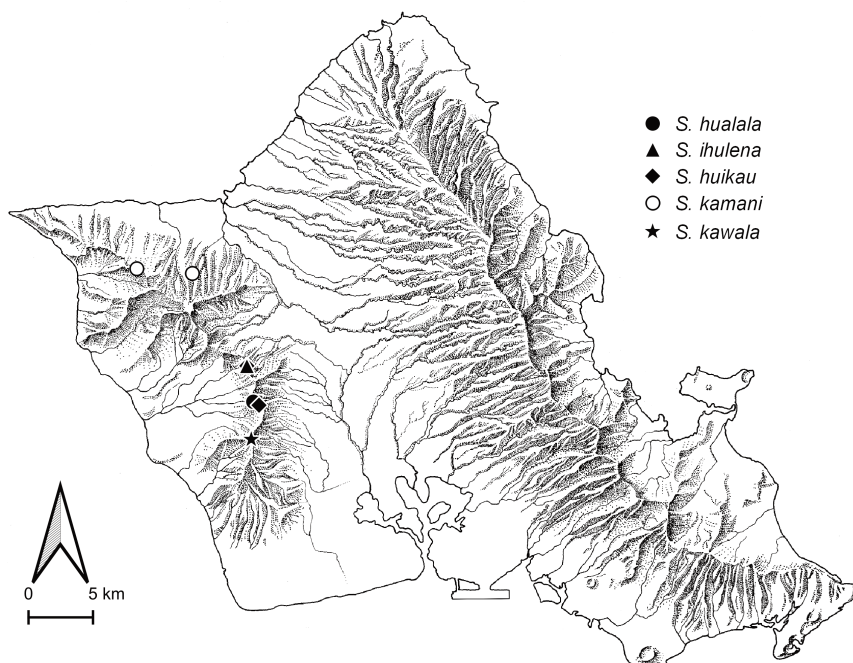 S. hualala
S. ihulena
S. huikau
S. kamani
S. kawala
0 5 km